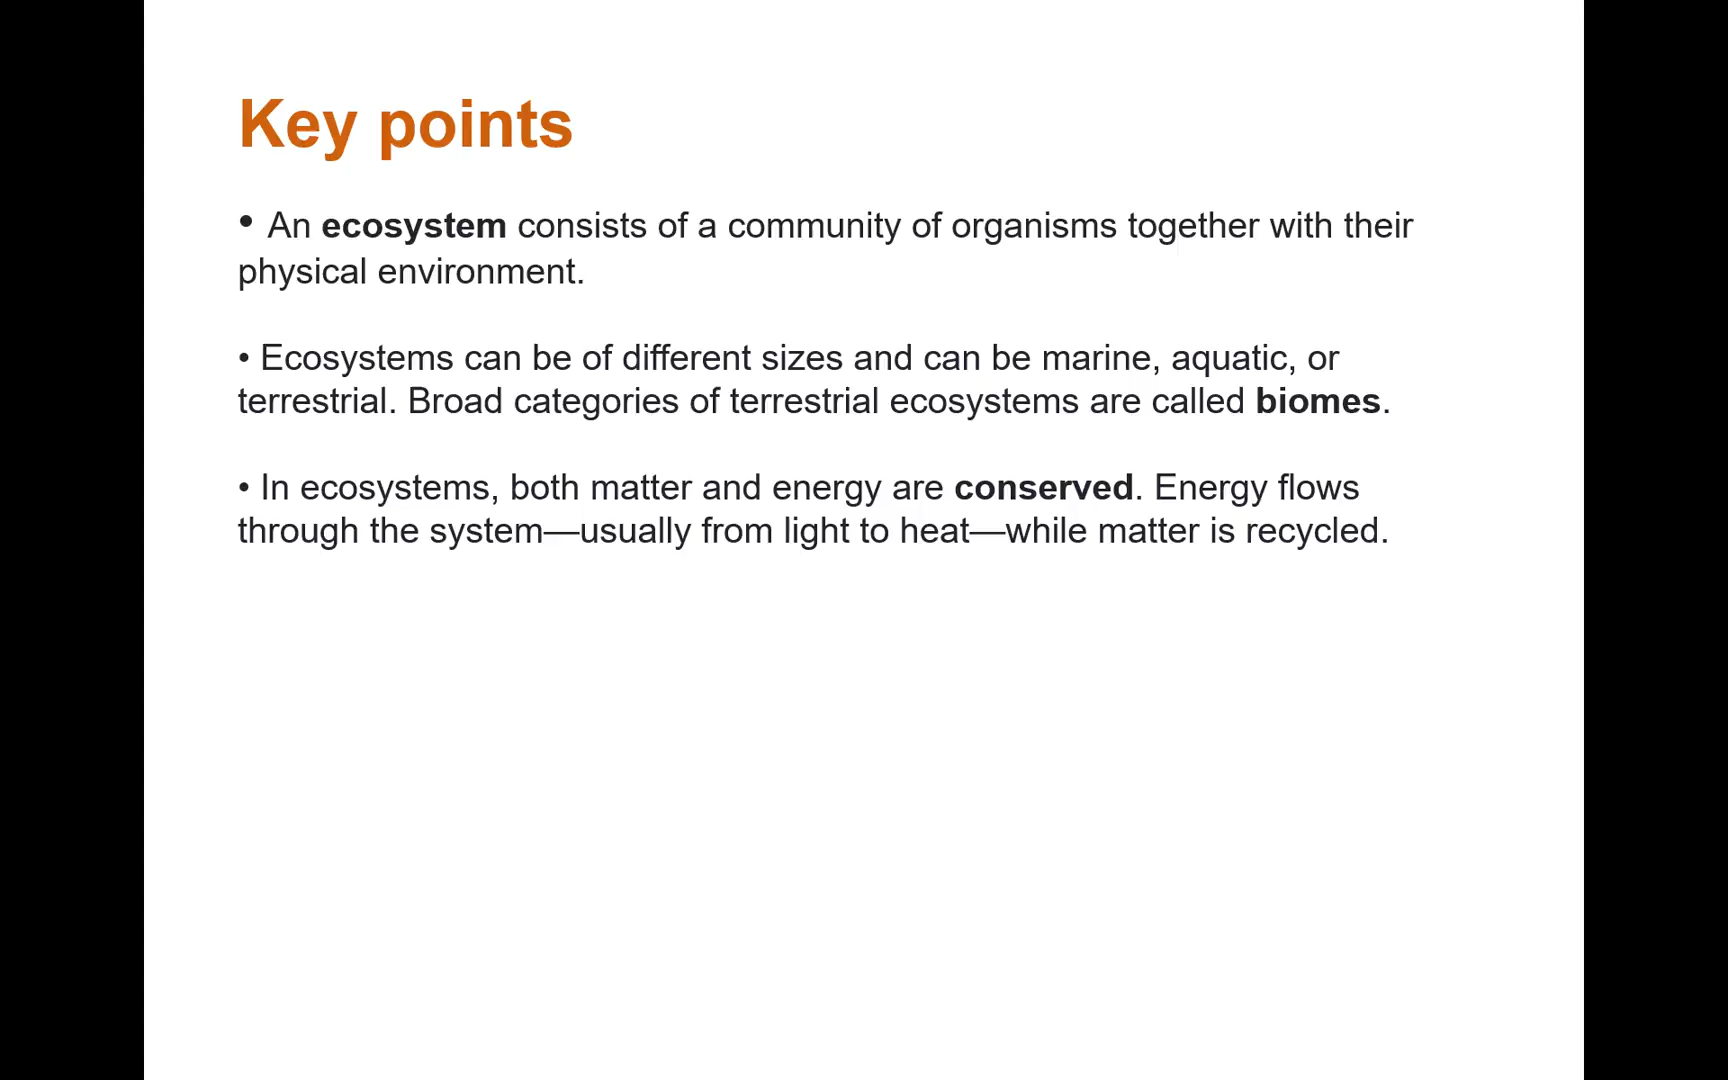 Key points
• An ecosystem consists of a community of organisms together with their
physical environment.
• Ecosystems can be of different sizes and can be marine, aquatic, or
terrestrial. Broad categories of terrestrial ecosystems are called biomes.
• In ecosystems, both matter and energy are conserved. Energy flows
through the system—usually from light to heat—while matter is recycled.